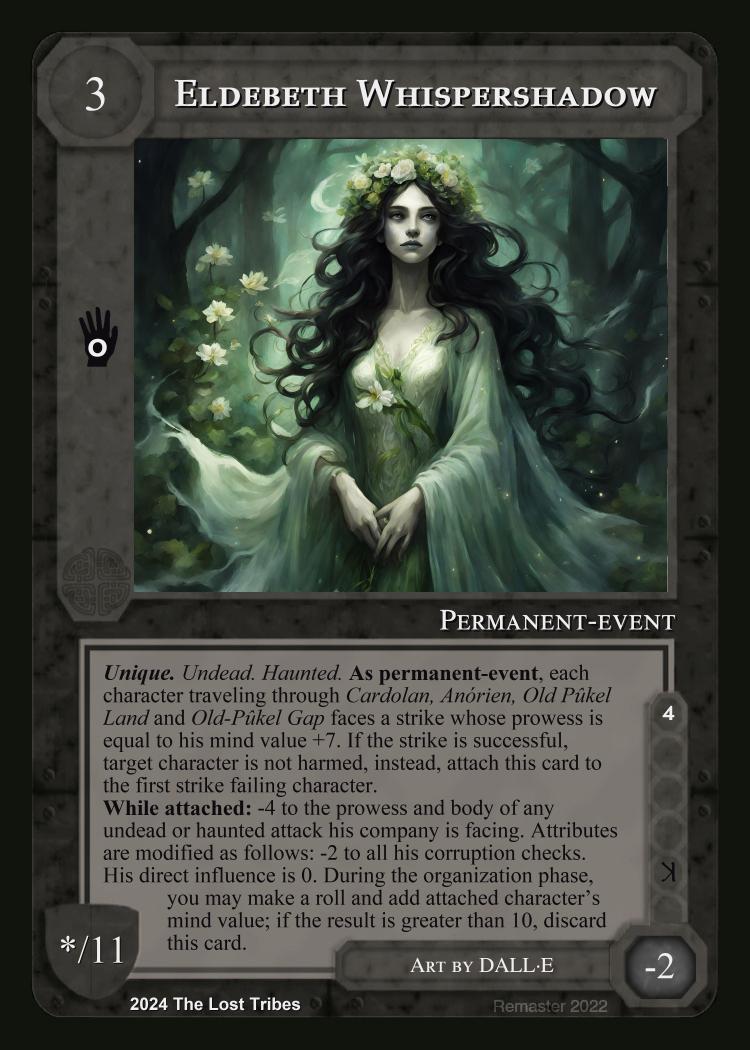 3
Eldebeth Whispershadow
O
Permanent-event
Unique. Undead. Haunted. As permanent-event, each
character traveling through Cardolan, Anórien, Old Pûkel
Land and Old-Pûkel Gap faces a strike whose prowess is
equal to his mind value +7. If the strike is successful,
target character is not harmed, instead, attach this card to
the first strike failing character.
While attached: -4 to the prowess and body of any
undead or haunted attack his company is facing. Attributes
are modified as follows: -2 to all his corruption checks.
His direct influence is 0. During the organization phase,
you may make a roll and add attached character's
mind value; if the result is greater than 10, discard
this card.
4
*/11
Art by DALL·E
-2
2024 The Lost Tribes
Remaster 2022